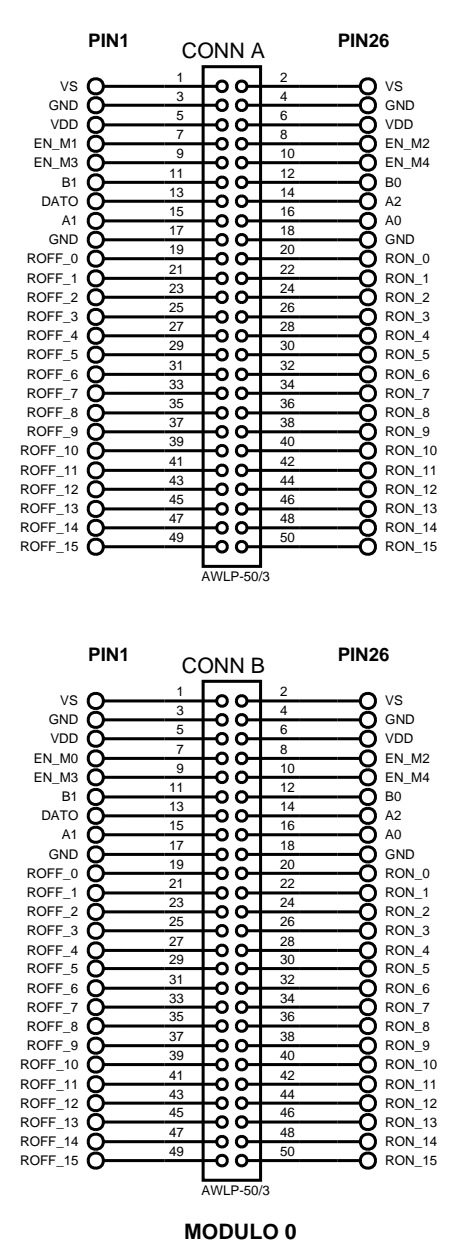 PIN1 PIN26
CONN A
VS 1 2 VS
GND 3 4 GND
VDD 5 6 VDD
EN_M1 7 8 EN_M2
EN_M3 9 10 EN_M4
B1 11 12 B0
DATO 13 14 A2
A1 15 16 A0
GND 17 18 GND
ROFF_0 19 20 RON_0
ROFF_1 21 22 RON_1
ROFF_2 23 24 RON_2
ROFF_3 25 26 RON_3
ROFF_4 27 28 RON_4
ROFF_5 29 30 RON_5
ROFF_6 31 32 RON_6
ROFF_7 33 34 RON_7
ROFF_8 35 36 RON_8
ROFF_9 37 38 RON_9
ROFF_10 39 40 RON_10
ROFF_11 41 42 RON_11
ROFF_12 43 44 RON_12
ROFF_13 45 46 RON_13
ROFF_14 47 48 RON_14
ROFF_15 49 50 RON_15
AWLP-50/3
PIN1 PIN26
CONN B
VS 1 2 VS
GND 3 4 GND
VDD 5 6 VDD
EN_M0 7 8 EN_M2
EN_M3 9 10 EN_M4
B1 11 12 B0
DATO 13 14 A2
A1 15 16 A0
GND 17 18 GND
ROFF_0 19 20 RON_0
ROFF_1 21 22 RON_1
ROFF_2 23 24 RON_2
ROFF_3 25 26 RON_3
ROFF_4 27 28 RON_4
ROFF_5 29 30 RON_5
ROFF_6 31 32 RON_6
ROFF_7 33 34 RON_7
ROFF_8 35 36 RON_8
ROFF_9 37 38 RON_9
ROFF_10 39 40 RON_10
ROFF_11 41 42 RON_11
ROFF_12 43 44 RON_12
ROFF_13 45 46 RON_13
ROFF_14 47 48 RON_14
ROFF_15 49 50 RON_15
AWLP-50/3
MODULO 0